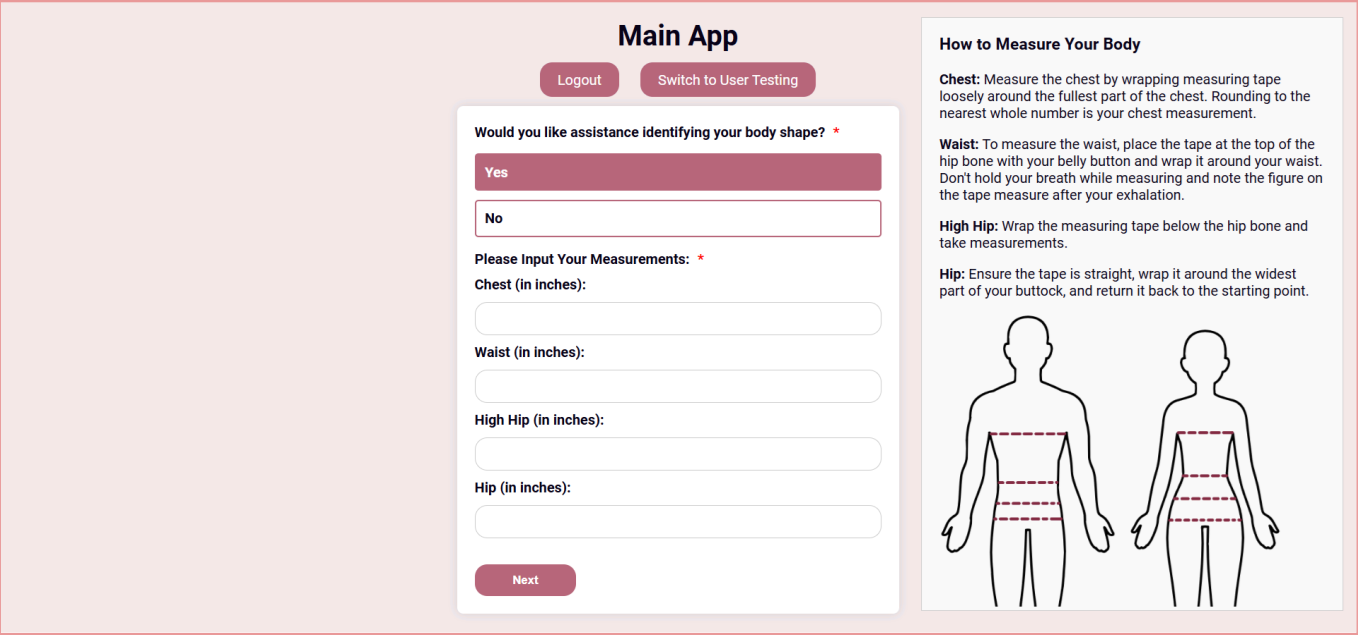 Main App
Logout
Switch to User Testing
Would you like assistance identifying your body shape? *
Yes
No
Please Input Your Measurements: *
Chest (in inches):
Waist (in inches):
High Hip (in inches):
Hip (in inches):
Next
How to Measure Your Body
Chest: Measure the chest by wrapping measuring tape
loosely around the fullest part of the chest. Rounding to the
nearest whole number is your chest measurement.
Waist: To measure the waist, place the tape at the top of the
hip bone with your belly button and wrap it around your waist.
Don't hold your breath while measuring and note the figure on
the tape measure after your exhalation.
High Hip: Wrap the measuring tape below the hip bone and
take measurements.
Hip: Ensure the tape is straight, wrap it around the widest
part of your buttock, and return it back to the starting point.